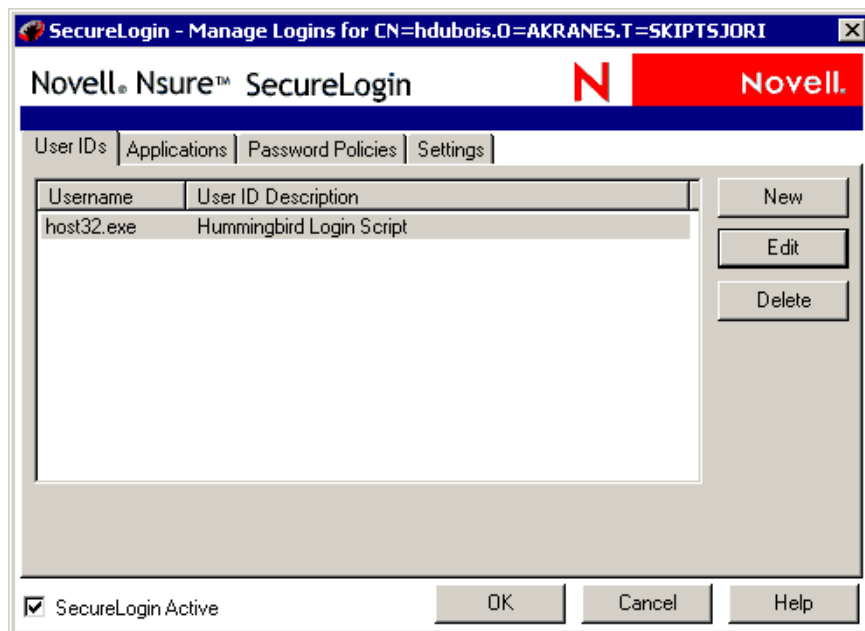 SecureLogin - Manage Logins for CN=hdubois.O=AKRANES.T=SKIPTSJORI
Novell. Nsure™ SecureLogin N Novell.
User IDs Applications Password Policies Settings
Username User ID Description New
host32.exe Hummingbird Login Script
Edit
Delete
SecureLogin Active OK Cancel Help